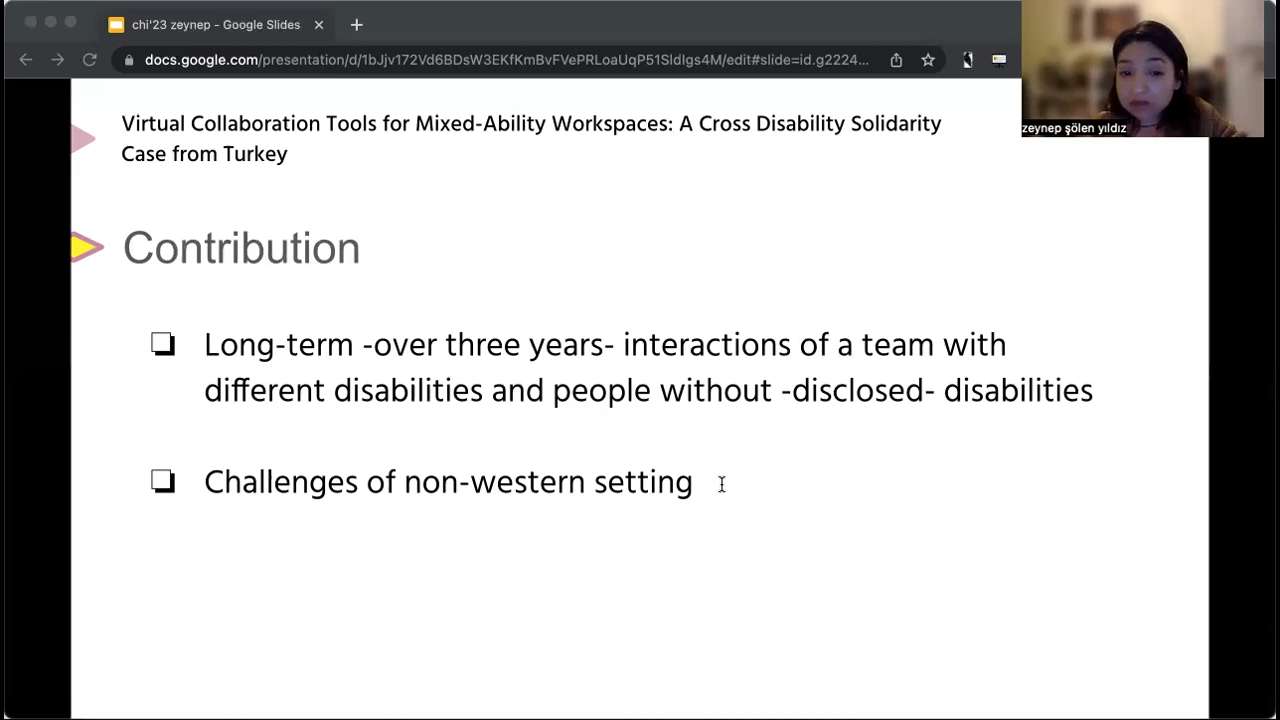 chi'23 zeynep - Google Slides
docs.google.com/presentation/d/1bJjv172Vd6BDsW3EKfKmBvFVePRLoaUqP51SldIgs4M/edit#slide=id.g2224...
zeynep şölen yıldız
Virtual Collaboration Tools for Mixed-Ability Workspaces: A Cross Disability Solidarity
Case from Turkey
Contribution
Long-term -over three years- interactions of a team with
different disabilities and people without -disclosed- disabilities
Challenges of non-western setting